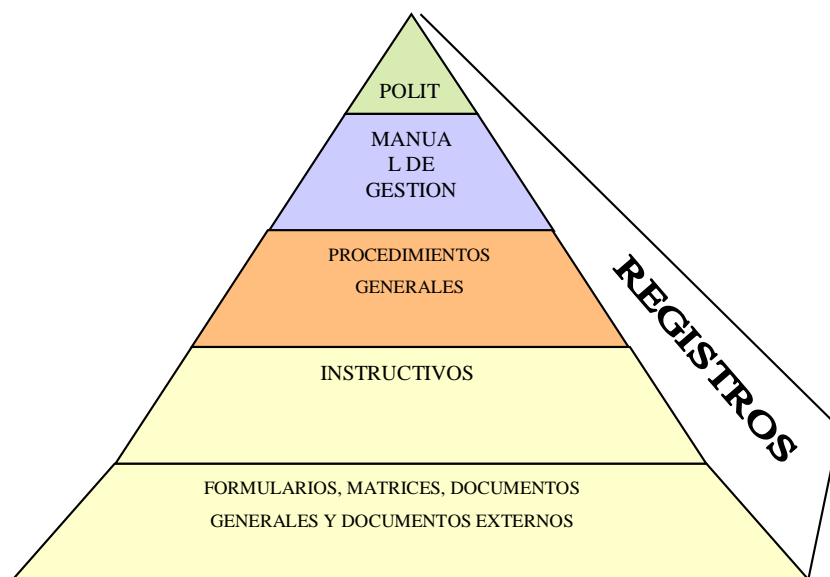 POLIT
MANUA
L DE
GESTION
PROCEDIMIENTOS
GENERALES
INSTRUCTIVOS
FORMULARIOS, MATRICES, DOCUMENTOS
GENERALES Y DOCUMENTOS EXTERNOS
REGISTROS